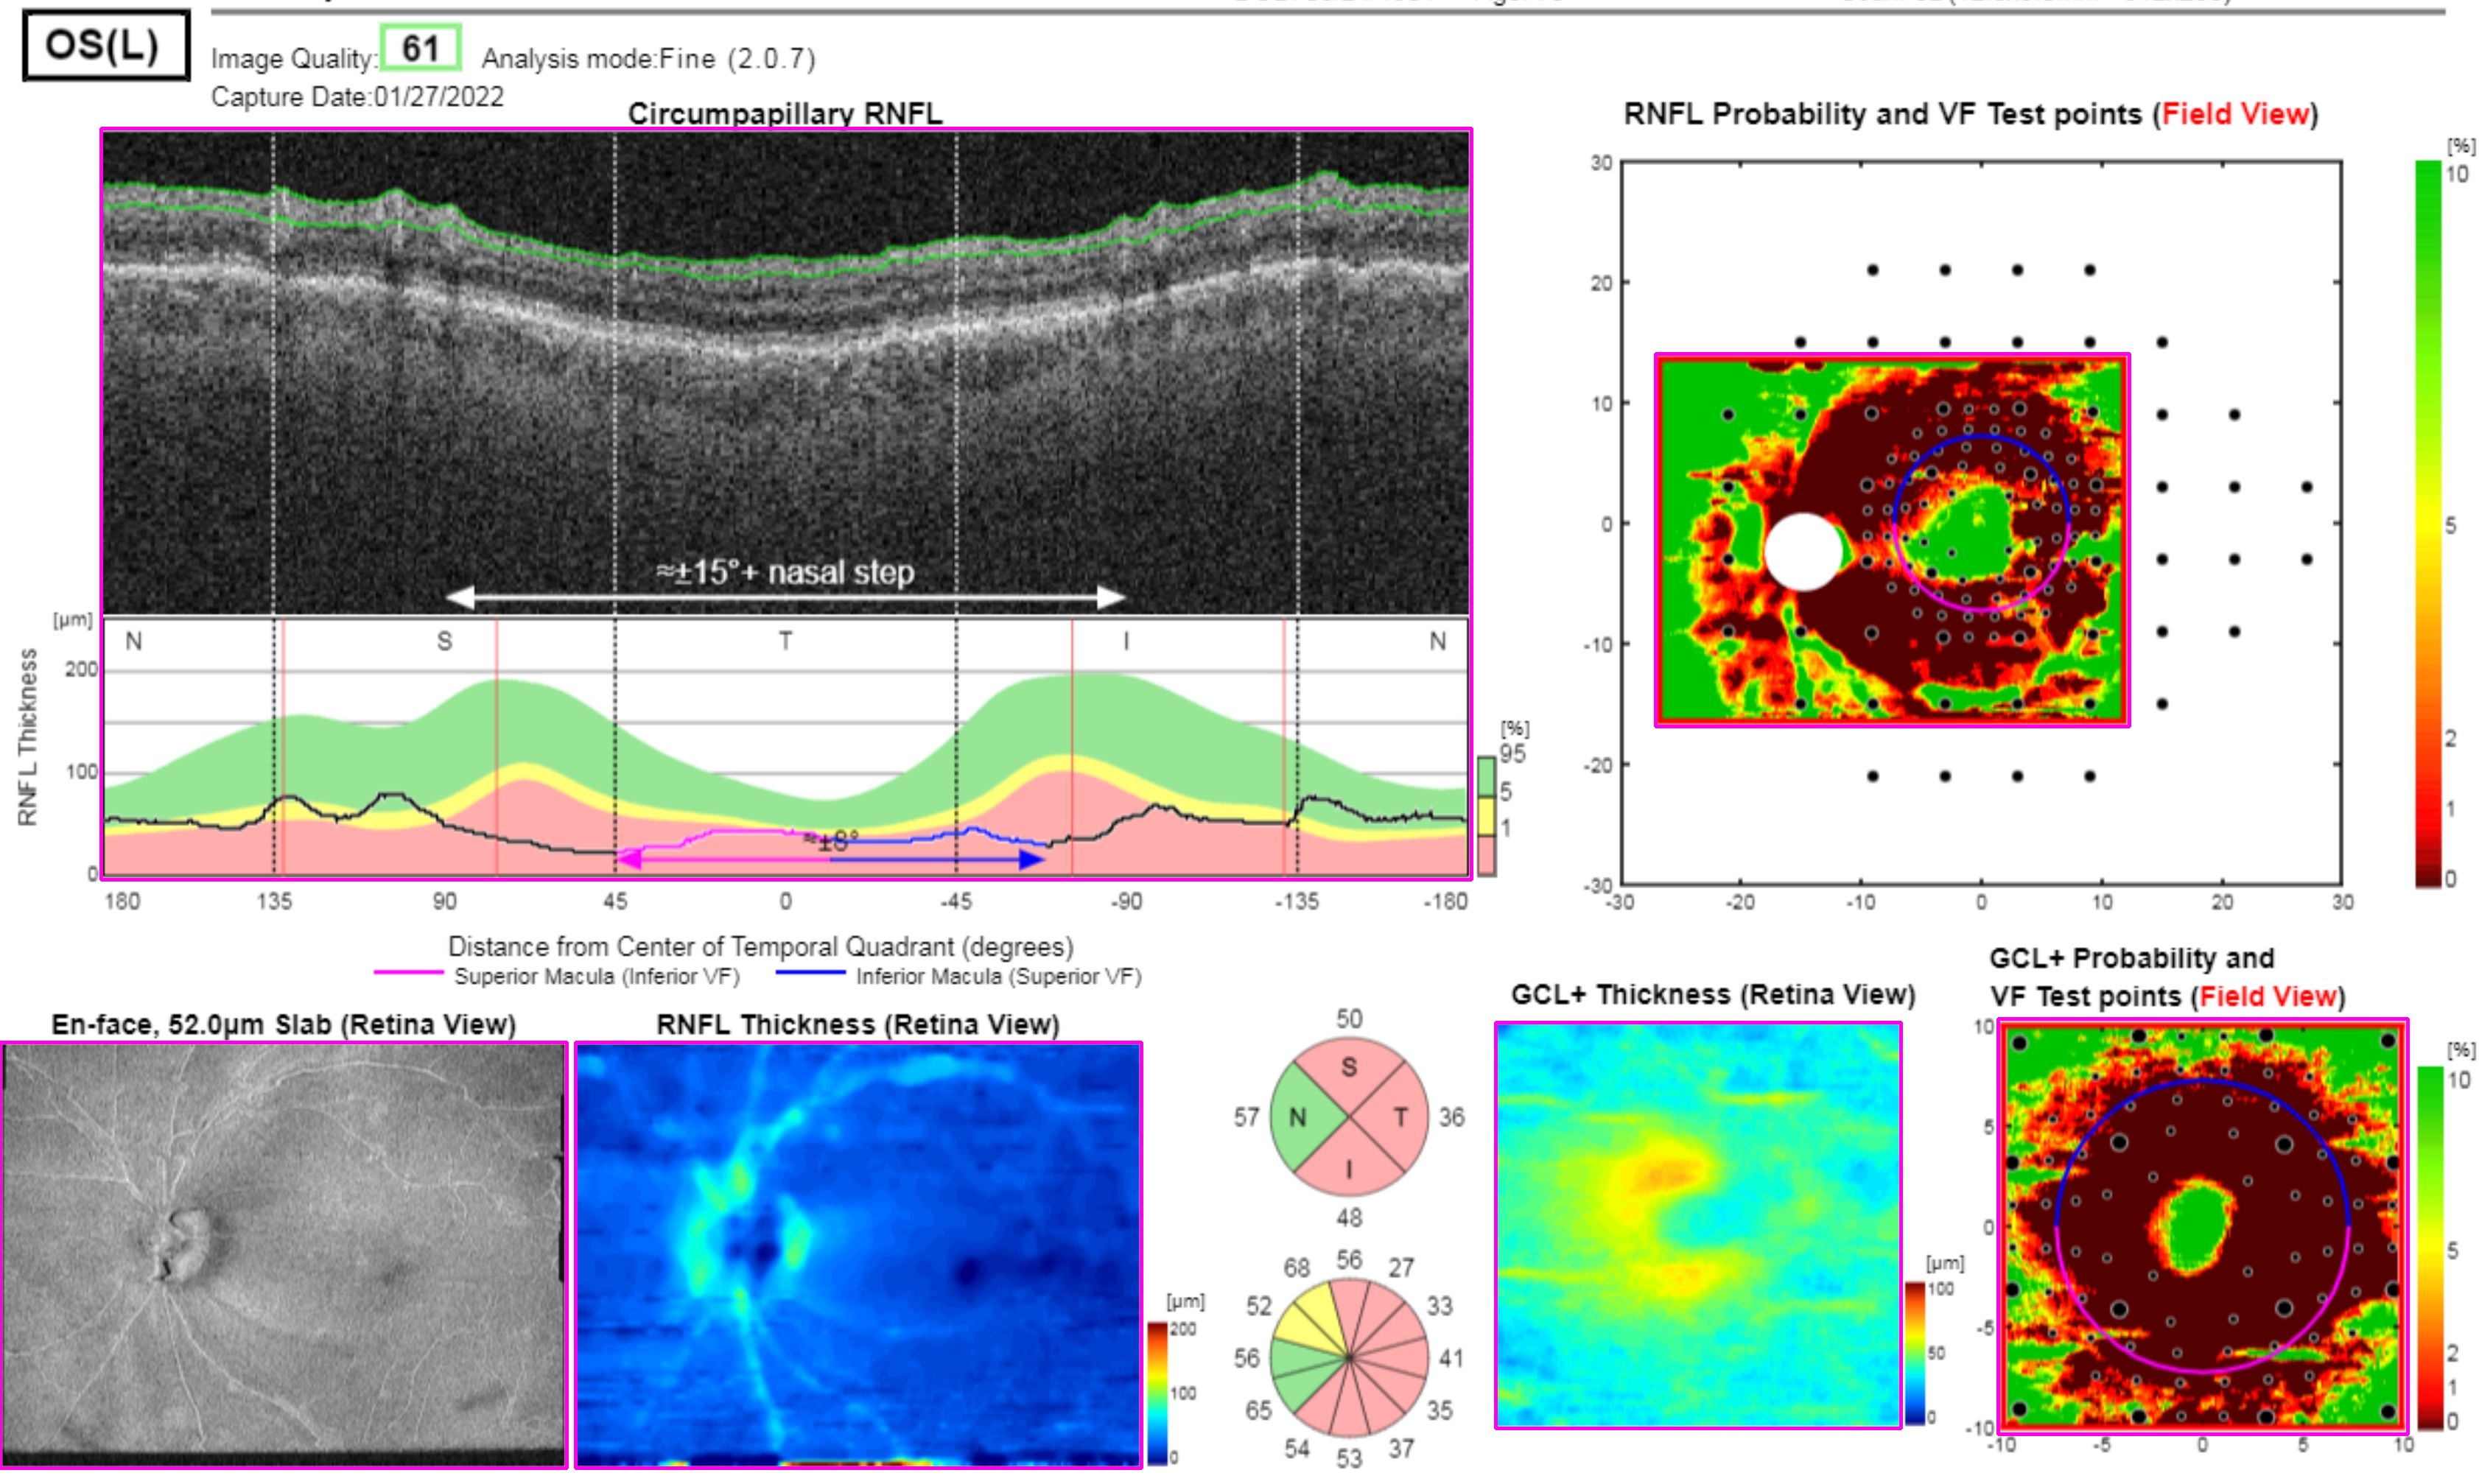 OS(L)
Image Quality: 61 Analysis mode:Fine (2.0.7)
Capture Date:01/27/2022
Circumpapillary RNFL
RNFL Probability and VF Test points (Field View)
≈±15°+ nasal step
[µm]
N S T I N
200
100
0
RNFL Thickness
≈±8°
[%]
95
5
1
180 135 90 45 0 -45 -90 -135 -180
Distance from Center of Temporal Quadrant (degrees)
Superior Macula (Inferior VF) Inferior Macula (Superior VF)
30
20
10
0
-10
-20
-30
-30 -20 -10 0 10 20 30
[%]
10
5
2
1
0
En-face, 52.0µm Slab (Retina View)
RNFL Thickness (Retina View)
[µm]
200
100
0
50
S
57 N T 36
I
48
68 56 27
52 33
56 41
65 35
54 53 37
GCL+ Thickness (Retina View)
[µm]
100
50
0
GCL+ Probability and
VF Test points (Field View)
10
5
0
-5
-10
-10 -5 0 5 10
[%]
10
5
2
1
0